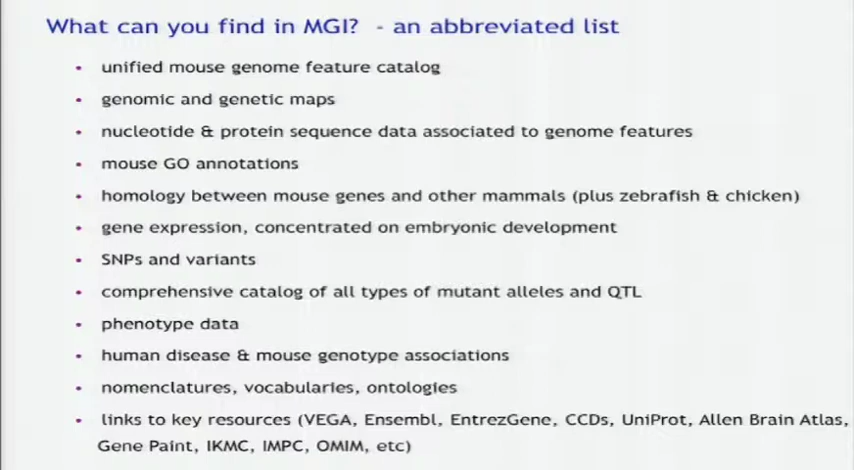 What can you find in MGI?  - an abbreviated list
• unified mouse genome feature catalog
• genomic and genetic maps
• nucleotide & protein sequence data associated to genome features
• mouse GO annotations
• homology between mouse genes and other mammals (plus zebrafish & chicken)
• gene expression, concentrated on embryonic development
• SNPs and variants
• comprehensive catalog of all types of mutant alleles and QTL
• phenotype data
• human disease & mouse genotype associations
• nomenclatures, vocabularies, ontologies
• links to key resources (VEGA, Ensembl, EntrezGene, CCDs, UniProt, Allen Brain Atlas,
Gene Paint, IKMC, IMPC, OMIM, etc)